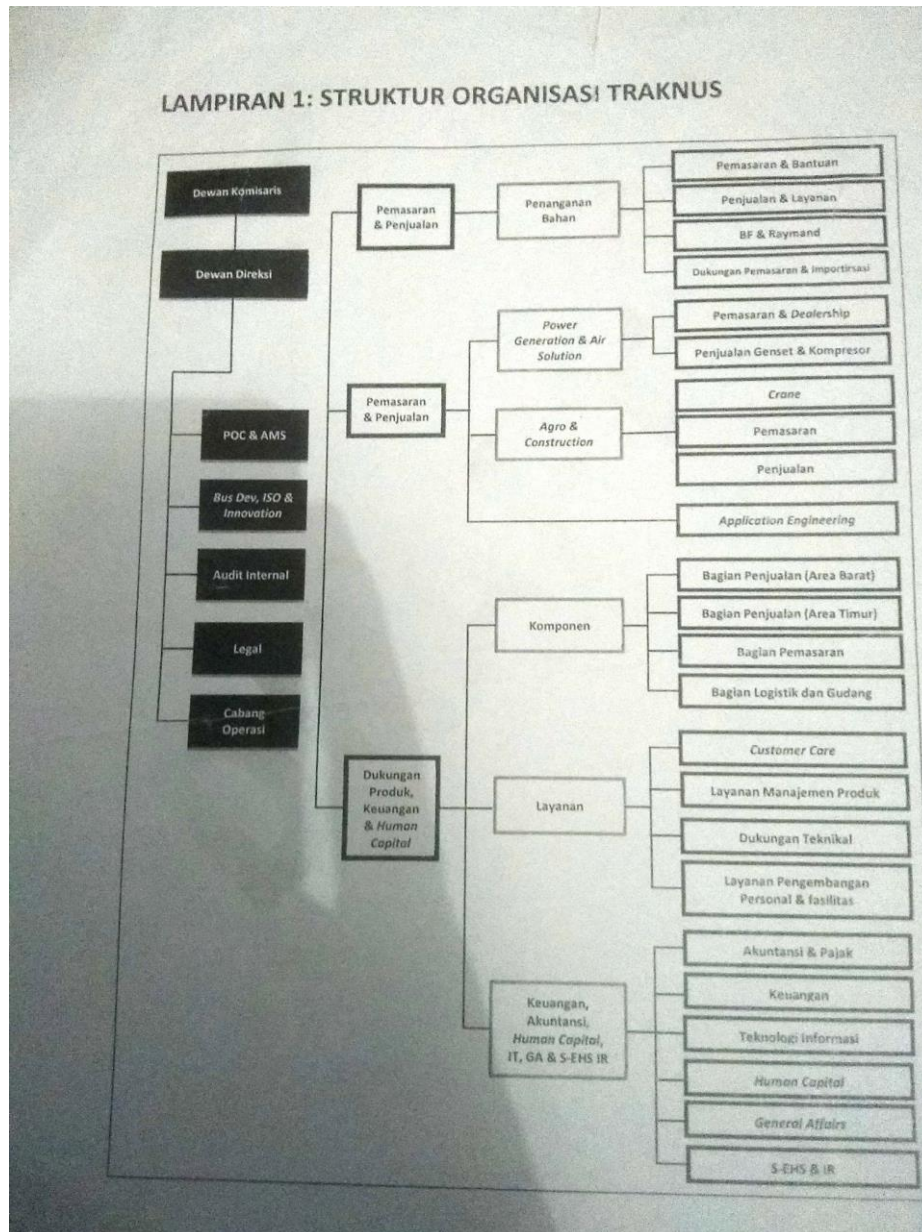 LAMPIRAN 1: STRUKTUR ORGANISASI TRAKNUS
Dewan Komisaris
Dewan Direksi
POC & AMS
Bus Dev, ISO &
Innovation
Audit Internal
Legal
Cabang
Operasi
Pemasaran
& Penjualan
Penanganan
Bahan
Pemasaran & Bantuan
Penjualan & Layanan
BF & Raymand
Dukungan Pemasaran & Importirsasi
Pemasaran
& Penjualan
Power
Generation & Air
Solution
Pemasaran & Dealership
Penjualan Genset & Kompresor
Agro &
Construction
Crane
Pemasaran
Penjualan
Application Engineering
Dukungan
Produk,
Keuangan
& Human
Capital
Komponen
Bagian Penjualan (Area Barat)
Bagian Penjualan (Area Timur)
Bagian Pemasaran
Bagian Logistik dan Gudang
Layanan
Customer Care
Layanan Manajemen Produk
Dukungan Teknikal
Layanan Pengembangan
Personal & fasilitas
Keuangan,
Akuntansi,
Human Capital,
IT, GA & S-EHS IR
Akuntansi & Pajak
Keuangan
Teknologi Informasi
Human Capital
General Affairs
S-EHS & IR